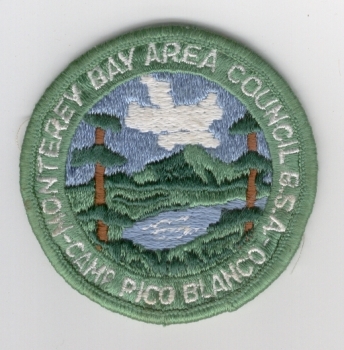 MONTEREY BAY AREA COUNCIL B.S.A.
-CAMP PICO BLANCO-